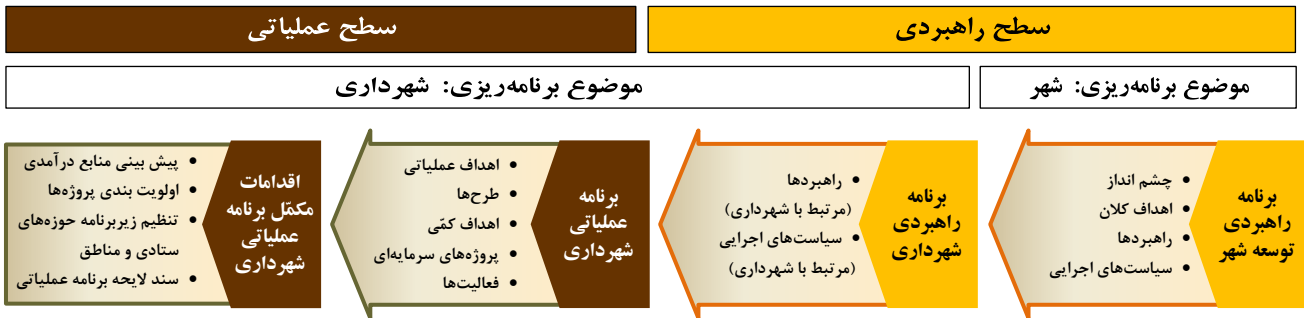 سطح راهبردی
سطح عملیاتی
موضوع برنامه‌ریزی: شهر
موضوع برنامه‌ریزی: شهرداری
برنامه
راهبردی
توسعه شهر
• چشم انداز
• اهداف کلان
• راهبردها
• سیاست‌های اجرایی
برنامه
راهبردی
شهرداری
• راهبردها
(مرتبط با شهرداری)
• سیاست‌های اجرایی
(مرتبط با شهرداری)
برنامه
عملیاتی
شهرداری
• اهداف عملیاتی
• طرح‌ها
• اهداف کمّی
• پروژه‌های سرمایه‌ای
• فعالیت‌ها
اقدامات
مکمّل برنامه
عملیاتی
شهرداری
• پیش بینی منابع درآمدی
• اولویت بندی پروژه‌ها
• تنظیم زیربرنامه حوزه‌های
ستادی و مناطق
• سند لایحه برنامه عملیاتی